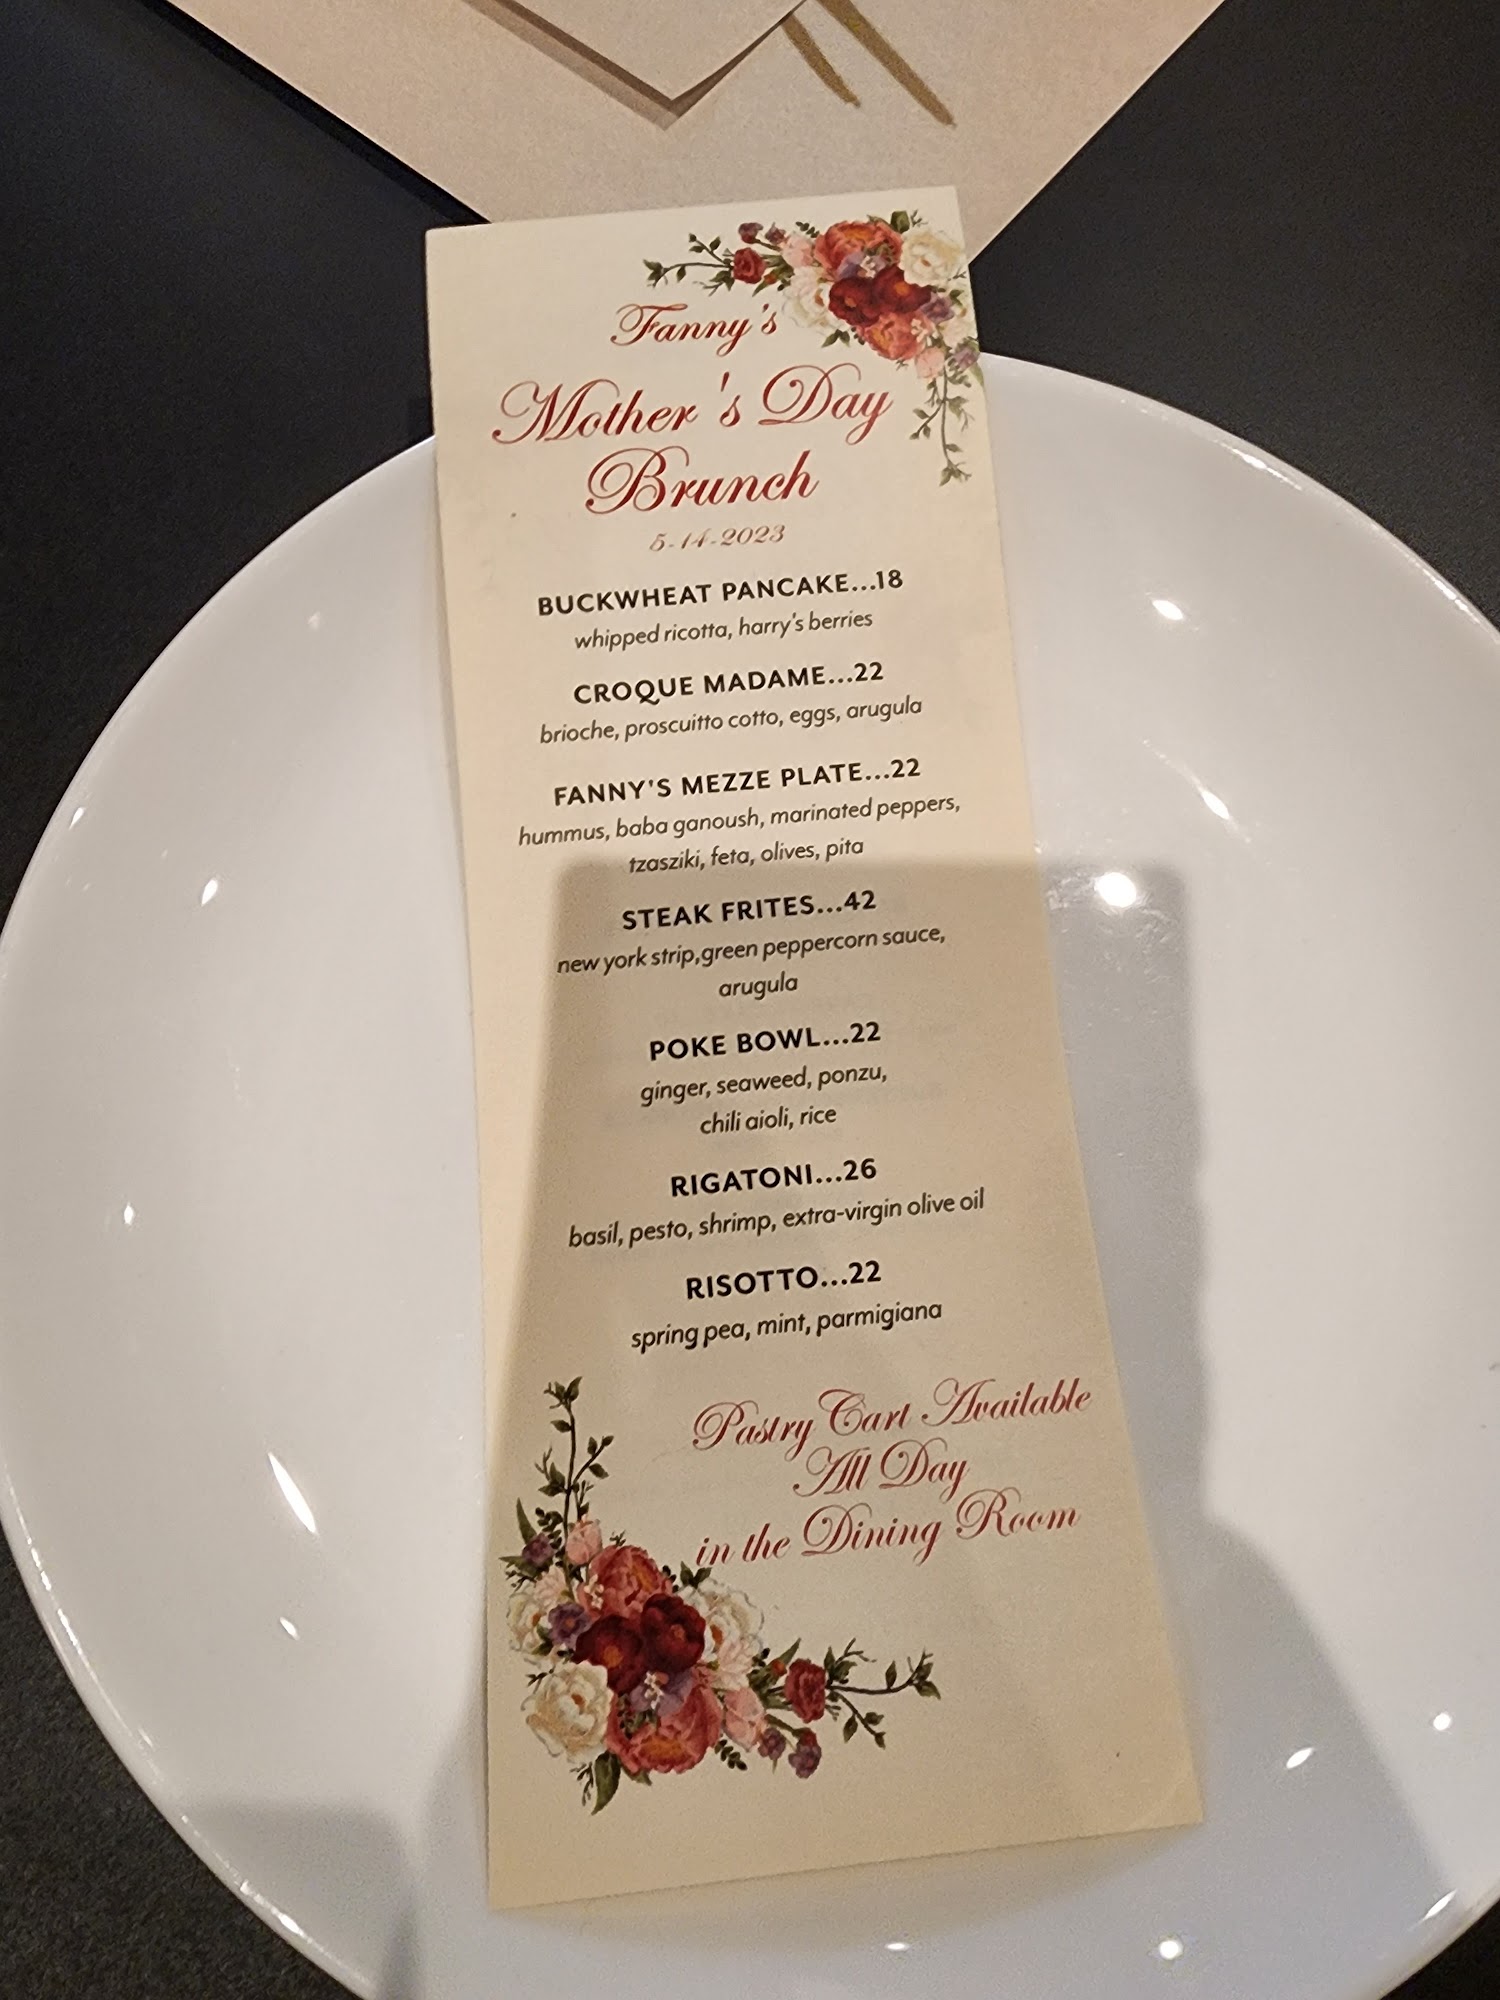 Fanny's
Mother's Day
Brunch
5-14-2023
BUCKWHEAT PANCAKE...18
whipped ricotta, harry's berries
CROQUE MADAME...22
brioche, proscuitto cotto, eggs, arugula
FANNY'S MEZZE PLATE...22
hummus, baba ganoush, marinated peppers,
tzasziki, feta, olives, pita
STEAK FRITES...42
new york strip,green peppercorn sauce,
arugula
POKE BOWL...22
ginger, seaweed, ponzu,
chili aioli, rice
RIGATONI...26
basil, pesto, shrimp, extra-virgin olive oil
RISOTTO...22
spring pea, mint, parmigiana
Pastry Cart Available
All Day
in the Dining Room